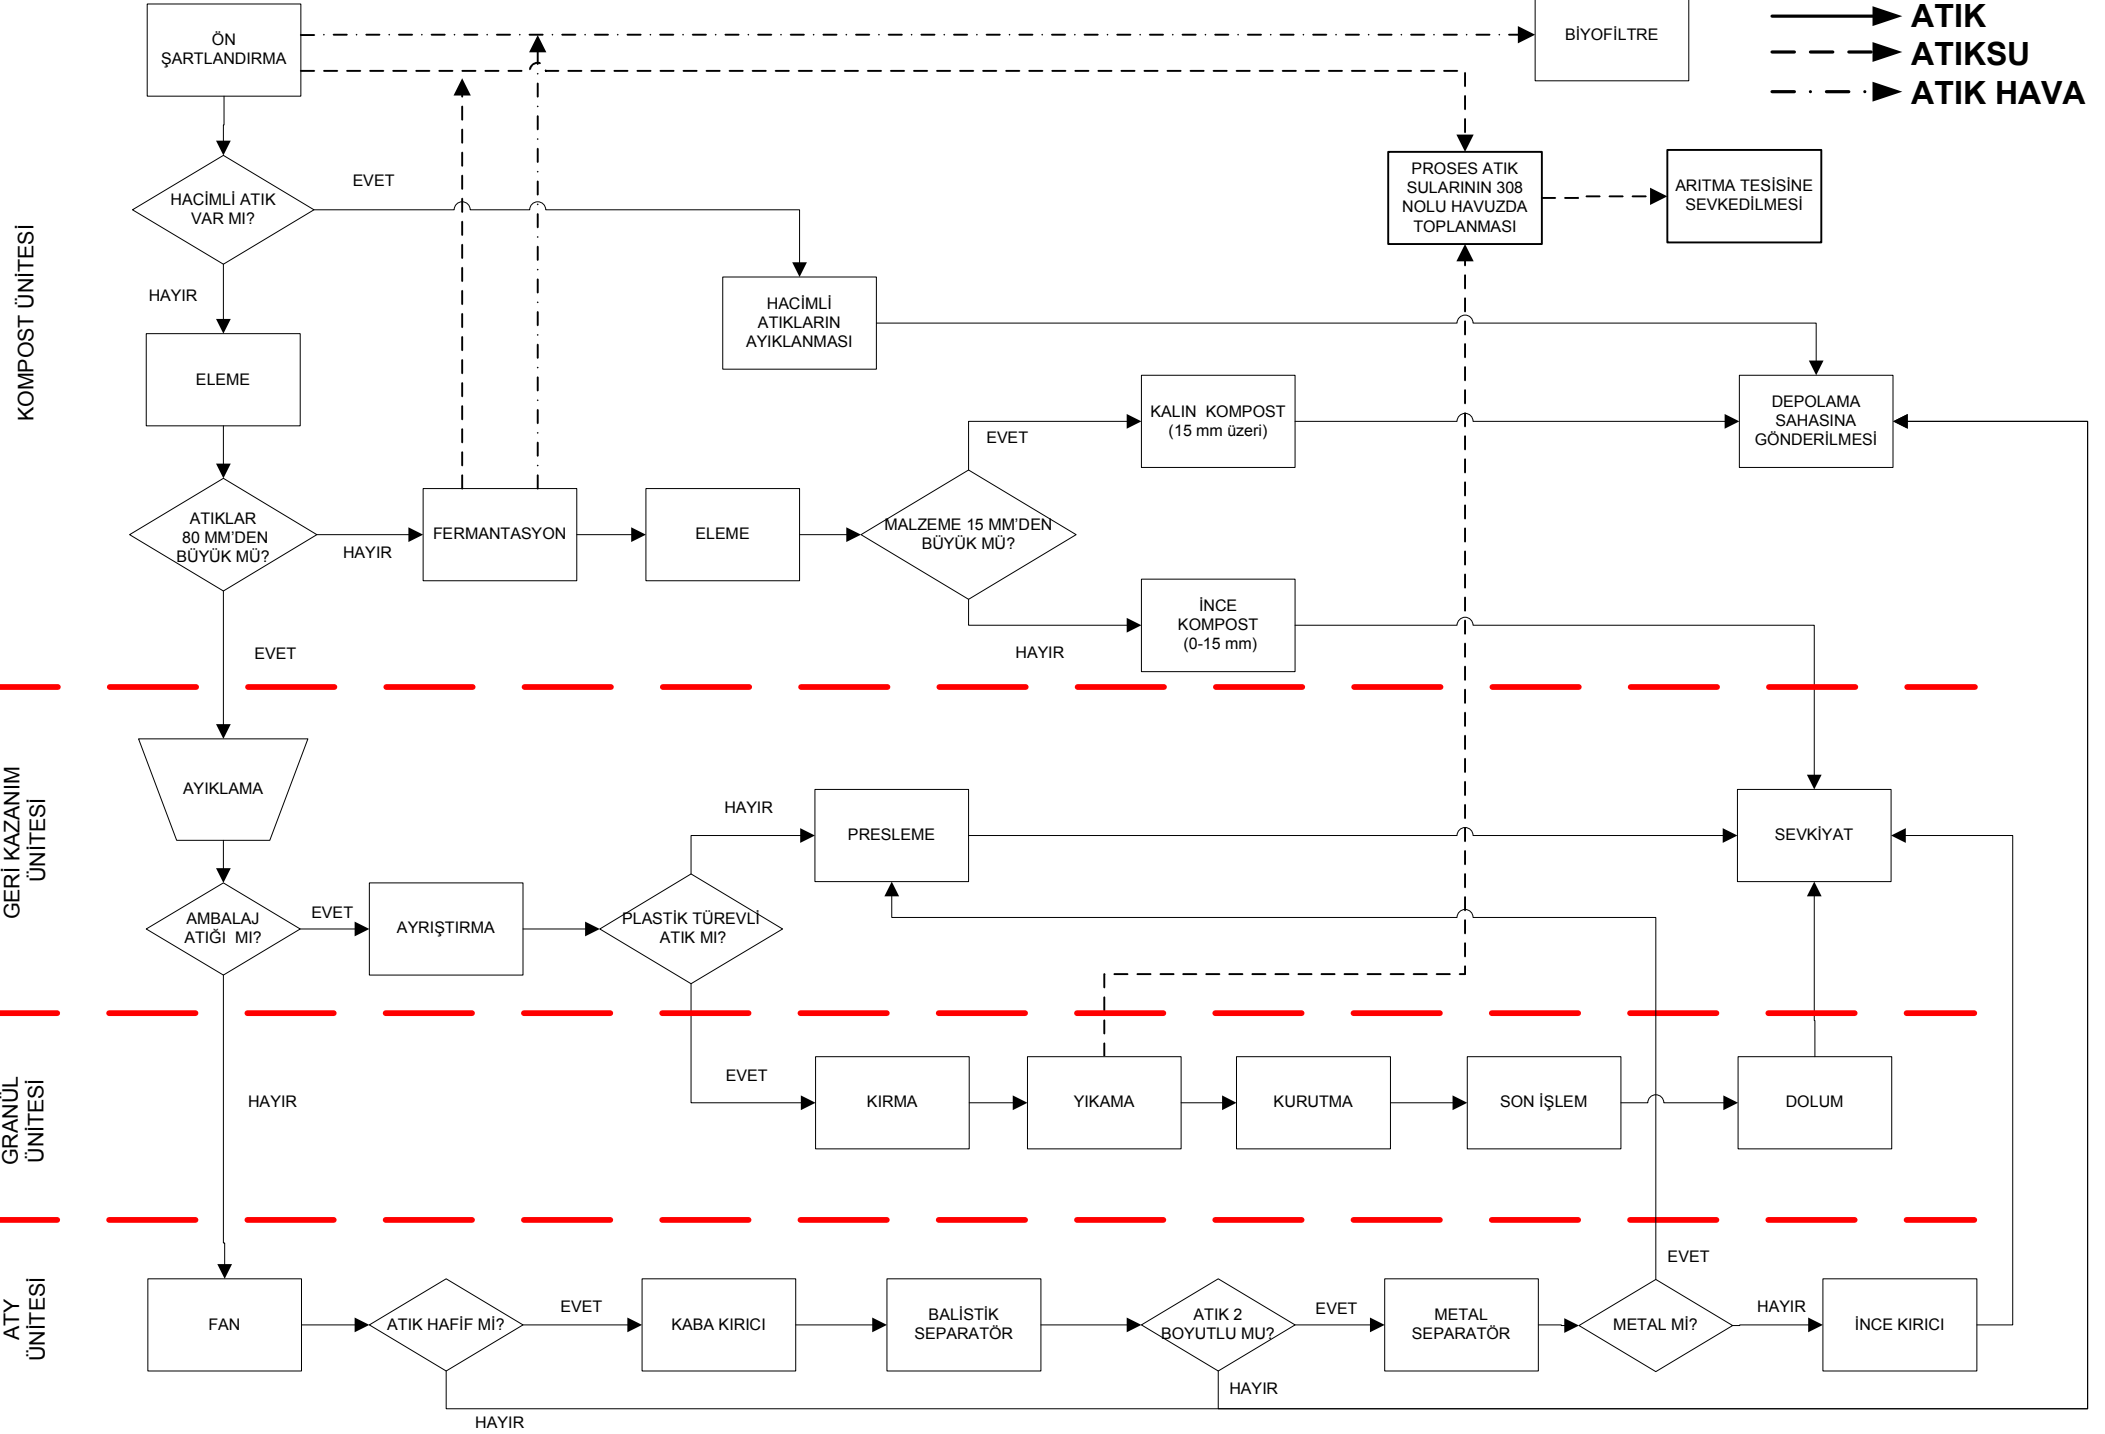 ÖN
ŞARTLANDIRMA
BİYOFİLTRE
ATIK
ATIKSU
ATIK HAVA
KOMPOST ÜNİTESİ
HACİMLİ ATIK
VAR MI?
EVET
PROSES ATIK
SULARININ 308
NOLU HAVUZDA
TOPLANMASI
ARITMA TESİSİNE
SEVKEDİLMESİ
HAYIR
HACİMLİ
ATIKLARIN
AYIKLANMASI
ELEME
KALIN  KOMPOST
(15 mm üzeri)
EVET
DEPOLAMA
SAHASINA
GÖNDERİLMESİ
ATIKLAR
80 MM'DEN
BÜYÜK MÜ?
HAYIR
FERMANTASYON
ELEME
MALZEME 15 MM'DEN
BÜYÜK MÜ?
İNCE
KOMPOST
(0-15 mm)
HAYIR
EVET
GERİ KAZANIM
ÜNİTESİ
AYIKLAMA
HAYIR
PRESLEME
SEVKİYAT
AMBALAJ
ATIĞI  MI?
EVET
AYRIŞTIRMA
PLASTİK TÜREVLİ
ATIK MI?
GRANÜL
ÜNİTESİ
HAYIR
EVET
KIRMA
YIKAMA
KURUTMA
SON İŞLEM
DOLUM
ATY
ÜNİTESİ
FAN
ATIK HAFİF Mİ?
EVET
KABA KIRICI
BALİSTİK
SEPARATÖR
ATIK 2
BOYUTLU MU?
EVET
METAL
SEPARATÖR
METAL Mİ?
EVET
HAYIR
İNCE KIRICI
HAYIR
HAYIR